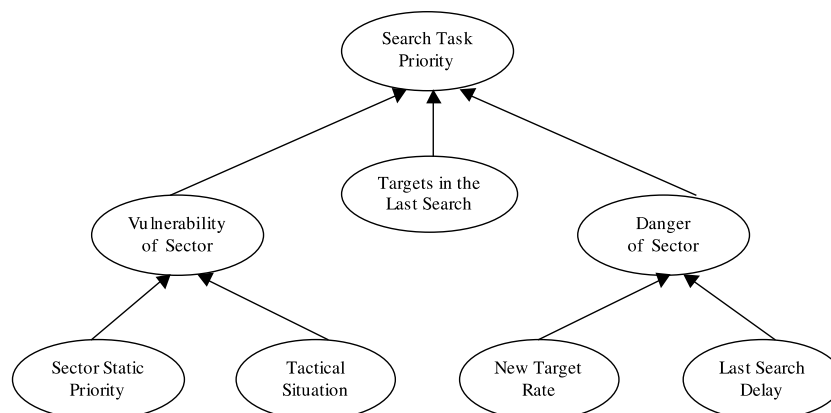 Search Task
Priority
Targets in the
Last Search
Vulnerability
of Sector
Danger
of Sector
Sector Static
Priority
Tactical
Situation
New Target
Rate
Last Search
Delay